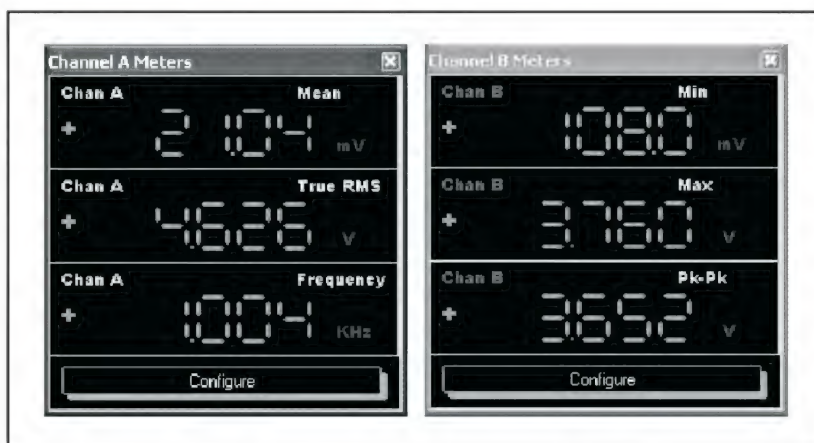 Channel A Meters
Chan A Mean
+ 21.04 mV
Chan A True RMS
+ 4.626 V
Chan A Frequency
+ 1.004 KHz
Configure
Channel B Meters
Chan B Min
+ 108.0 mV
Chan B Max
+ 3.760 V
Chan B Pk-Pk
+ 3.652 V
Configure